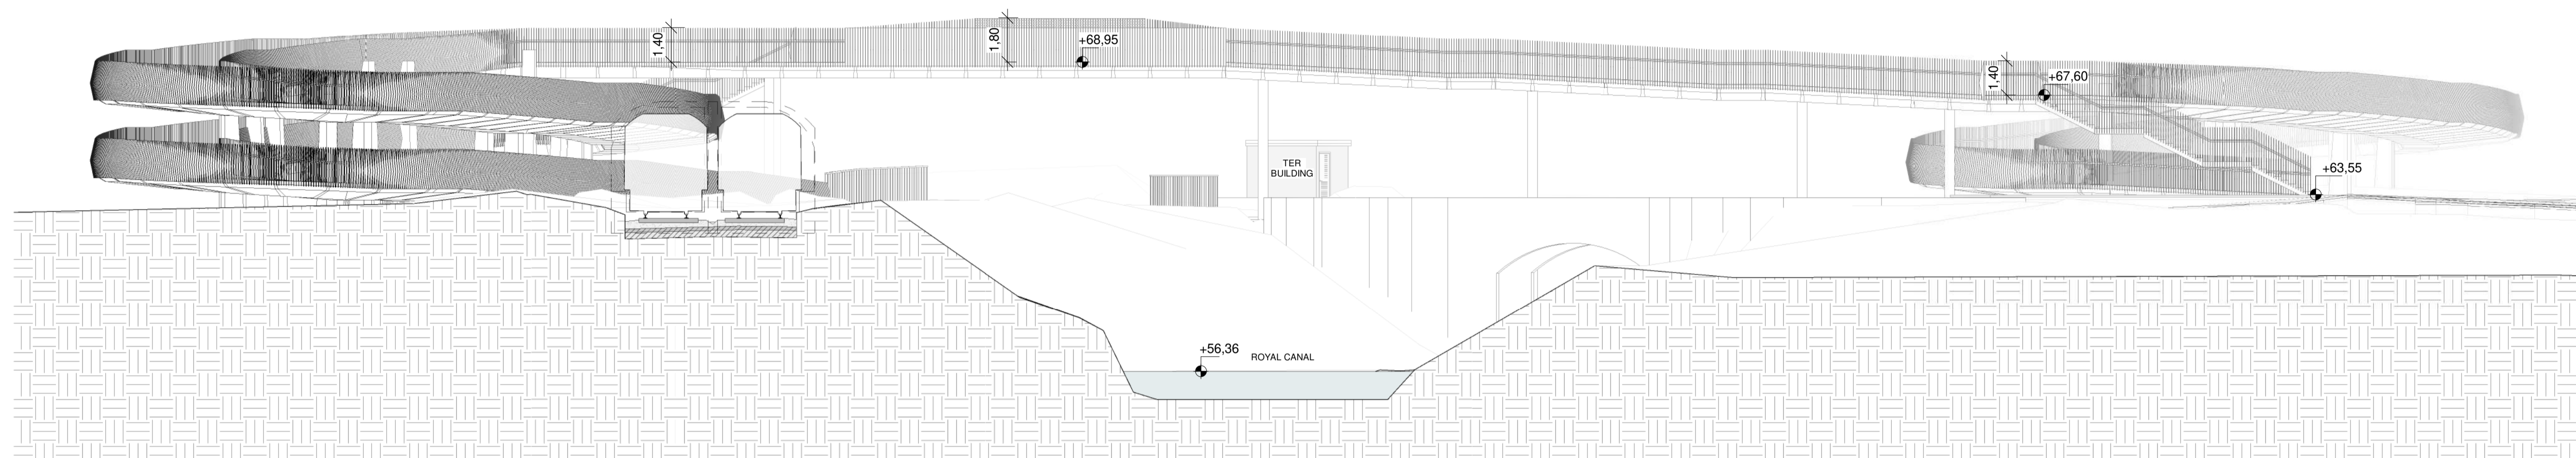 1,40
1,80
+68,95
1,40
+67,60
TER
BUILDING
+63,55
+56,36
ROYAL CANAL